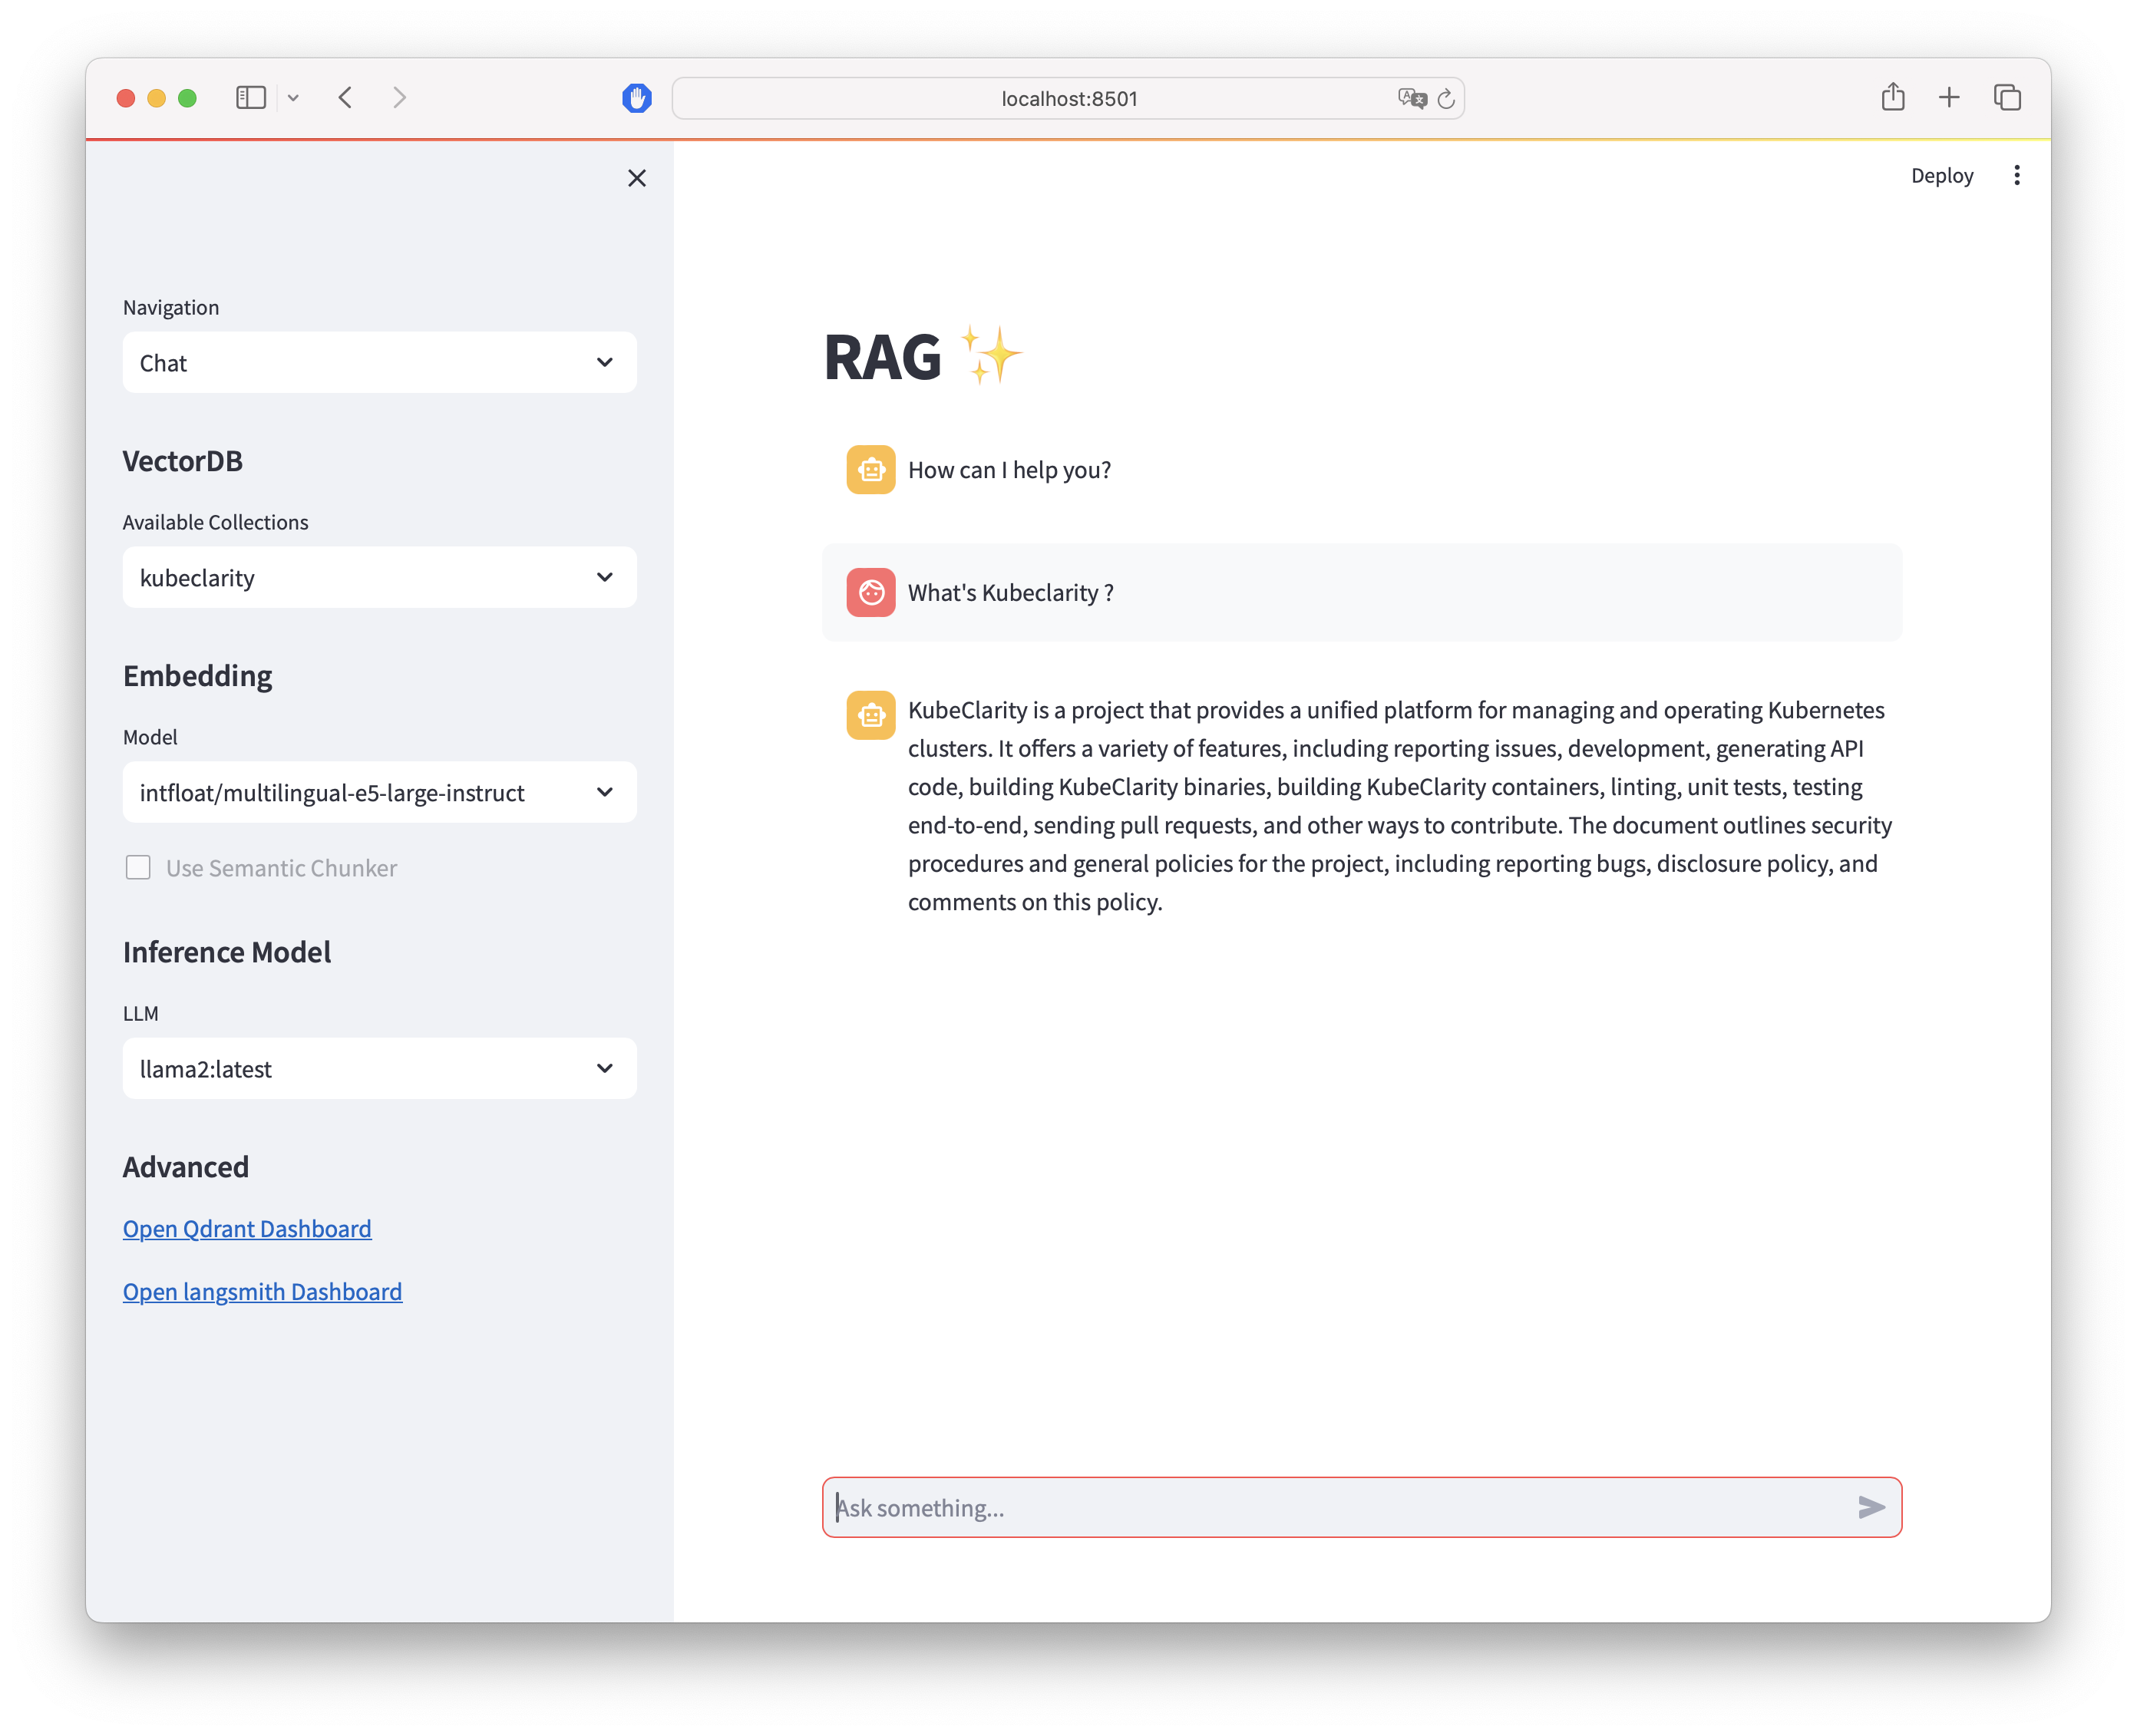 localhost:8501
Deploy
Navigation
Chat
VectorDB
Available Collections
kubeclarity
Embedding
Model
intfloat/multilingual-e5-large-instruct
Use Semantic Chunker
Inference Model
LLM
llama2:latest
Advanced
Open Qdrant Dashboard
Open langsmith Dashboard
RAG ✨
How can I help you?
What's Kubeclarity ?
KubeClarity is a project that provides a unified platform for managing and operating Kubernetes
clusters. It offers a variety of features, including reporting issues, development, generating API
code, building KubeClarity binaries, building KubeClarity containers, linting, unit tests, testing
end-to-end, sending pull requests, and other ways to contribute. The document outlines security
procedures and general policies for the project, including reporting bugs, disclosure policy, and
comments on this policy.
Ask something...